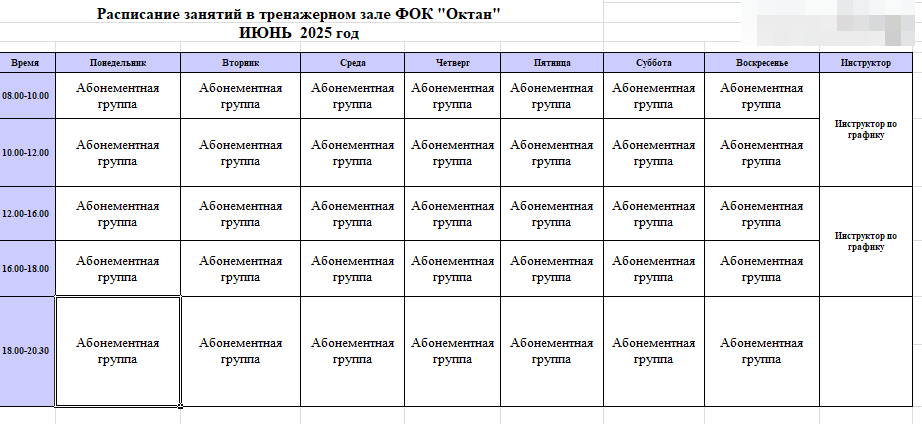 Расписание занятий в тренажерном зале ФОК "Октан"
ИЮНЬ 2025 год
Время Понедельник Вторник Среда Четверг Пятница Суббота Воскресенье Инструктор
08.00-10.00 Абонементная группа Абонементная группа Абонементная группа Абонементная группа Абонементная группа Абонементная группа Абонементная группа Инструктор по графику
10.00-12.00 Абонементная группа Абонементная группа Абонементная группа Абонементная группа Абонементная группа Абонементная группа Абонементная группа
12.00-16.00 Абонементная группа Абонементная группа Абонементная группа Абонементная группа Абонементная группа Абонементная группа Абонементная группа Инструктор по графику
16.00-18.00 Абонементная группа Абонементная группа Абонементная группа Абонементная группа Абонементная группа Абонементная группа Абонементная группа
18.00-20.30 Абонементная группа Абонементная группа Абонементная группа Абонементная группа Абонементная группа Абонементная группа Абонементная группа